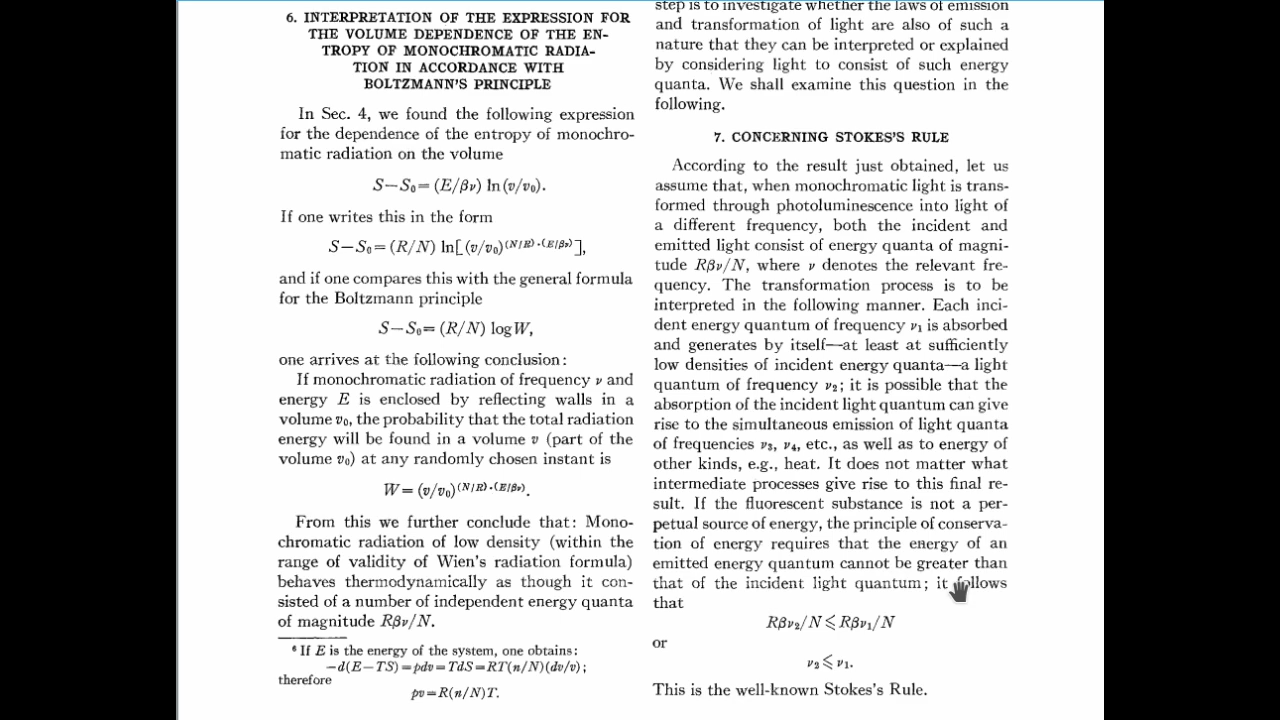 6. INTERPRETATION OF THE EXPRESSION FOR
THE VOLUME DEPENDENCE OF THE EN-
TROPY OF MONOCHROMATIC RADIA-
TION IN ACCORDANCE WITH
BOLTZMANN'S PRINCIPLE
In Sec. 4, we found the following expression
for the dependence of the entropy of monochro-
matic radiation on the volume
S−S₀=(E/βν) ln(v/v₀).
If one writes this in the form
S−S₀=(R/N) ln[(v/v₀)^(N/R)·(E/βν)],
and if one compares this with the general formula
for the Boltzmann principle
S−S₀=(R/N) logW,
one arrives at the following conclusion:
If monochromatic radiation of frequency ν and
energy E is enclosed by reflecting walls in a
volume v₀, the probability that the total radiation
energy will be found in a volume v (part of the
volume v₀) at any randomly chosen instant is
W=(v/v₀)^(N/R)·(E/βν).
From this we further conclude that: Mono-
chromatic radiation of low density (within the
range of validity of Wien's radiation formula)
behaves thermodynamically as though it con-
sisted of a number of independent energy quanta
of magnitude Rβν/N.
⁶ If E is the energy of the system, one obtains:
−d(E−TS)=pdv=TdS=RT(n/N)(dv/v);
therefore
pv=R(n/N)T.
step is to investigate whether the laws of emission
and transformation of light are also of such a
nature that they can be interpreted or explained
by considering light to consist of such energy
quanta. We shall examine this question in the
following.
7. CONCERNING STOKES'S RULE
According to the result just obtained, let us
assume that, when monochromatic light is trans-
formed through photoluminescence into light of
a different frequency, both the incident and
emitted light consist of energy quanta of magni-
tude Rβν/N, where ν denotes the relevant fre-
quency. The transformation process is to be
interpreted in the following manner. Each inci-
dent energy quantum of frequency ν₁ is absorbed
and generates by itself—at least at sufficiently
low densities of incident energy quanta—a light
quantum of frequency ν₂; it is possible that the
absorption of the incident light quantum can give
rise to the simultaneous emission of light quanta
of frequencies ν₃, ν₄, etc., as well as to energy of
other kinds, e.g., heat. It does not matter what
intermediate processes give rise to this final re-
sult. If the fluorescent substance is not a per-
petual source of energy, the principle of conserva-
tion of energy requires that the energy of an
emitted energy quantum cannot be greater than
that of the incident light quantum; it follows
that
Rβν₂/N⩽Rβν₁/N
or
ν₂⩽ν₁.
This is the well-known Stokes's Rule.